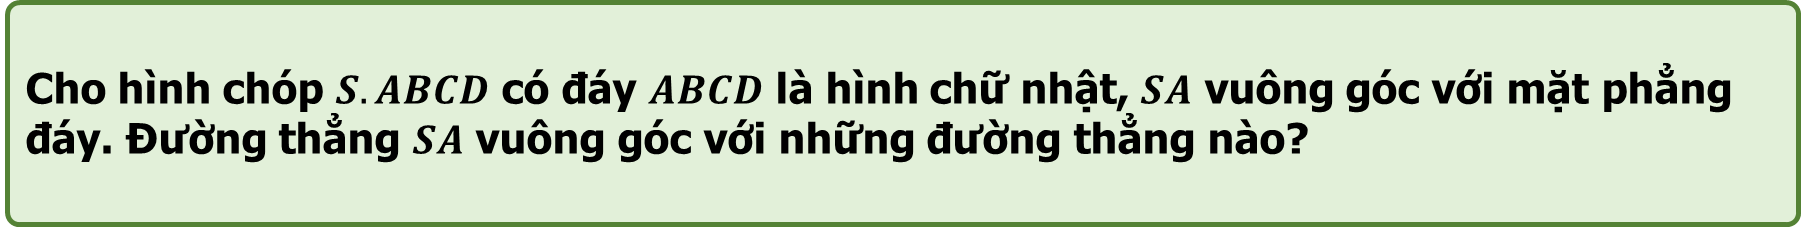 Cho hình chóp S.ABCD có đáy ABCD là hình chữ nhật, SA vuông góc với mặt phẳng
đáy. Đường thẳng SA vuông góc với những đường thẳng nào?